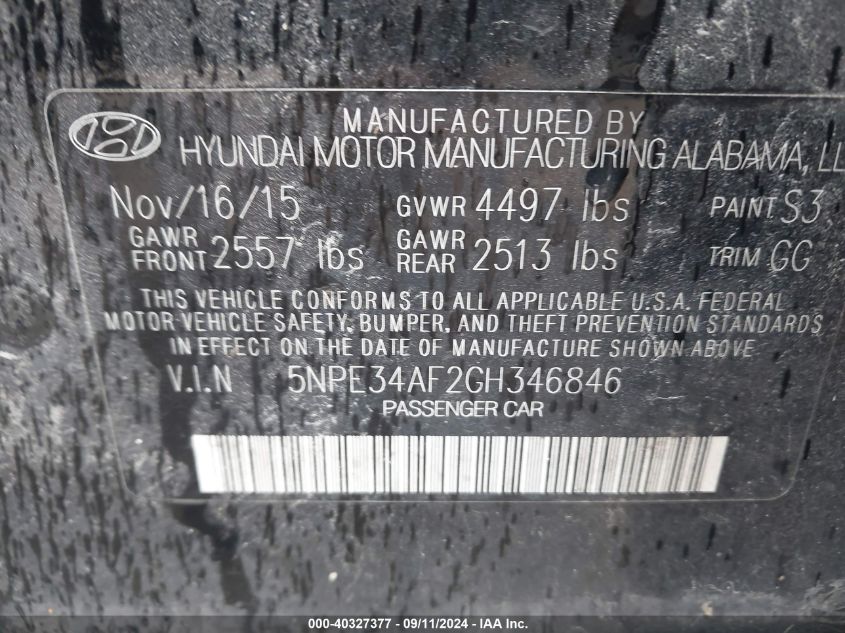 MANUFACTURED BY
HYUNDAI MOTOR MANUFACTURING ALABAMA, LL
Nov/16/15 GVWR 4497 lbs PAINT S3
GAWR FRONT 2557 lbs GAWR REAR 2513 lbs TRIM GG
THIS VEHICLE CONFORMS TO ALL APPLICABLE U.S.A. FEDERAL
MOTOR VEHICLE SAFETY, BUMPER, AND THEFT PREVENTION STANDARDS
IN EFFECT ON THE DATE OF MANUFACTURE SHOWN ABOVE
V.I.N 5NPE34AF2GH346846
PASSENGER CAR
000-40327377 - 09/11/2024 - IAA Inc.